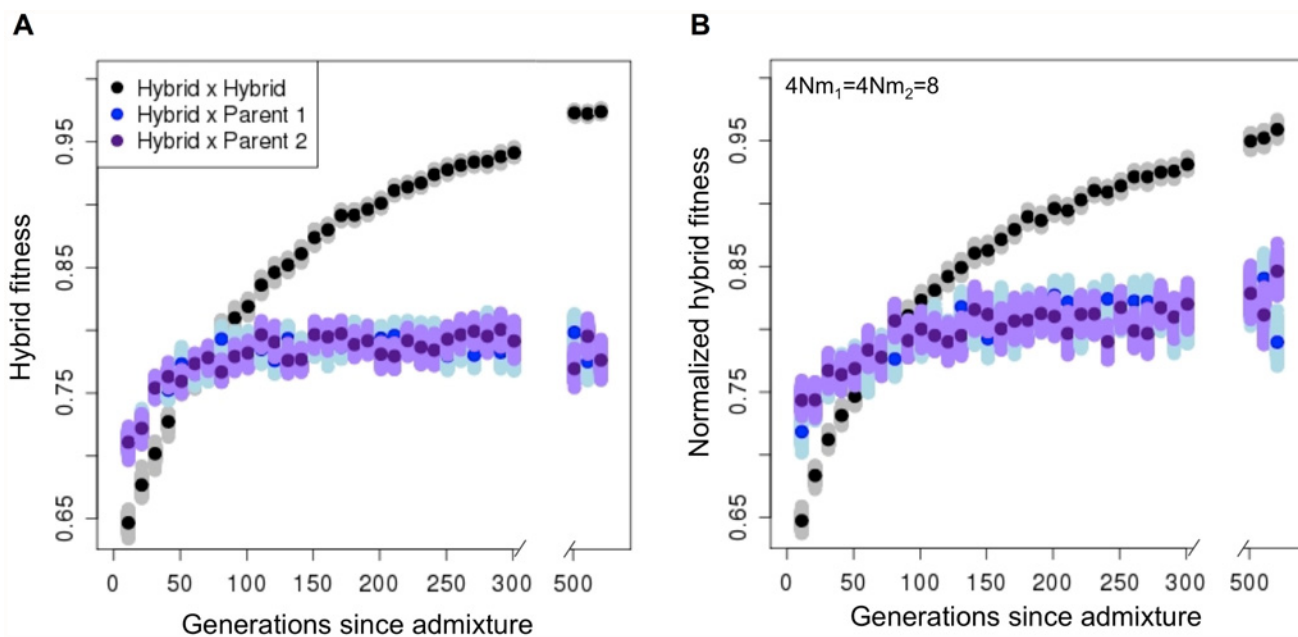 A
Hybrid x Hybrid
Hybrid x Parent 1
Hybrid x Parent 2
Hybrid fitness
0.95
0.85
0.75
0.65
0 50 100 150 200 250 300 500
Generations since admixture
B
4Nm₁=4Nm₂=8
Normalized hybrid fitness
0.95
0.85
0.75
0.65
0 50 100 150 200 250 300 500
Generations since admixture